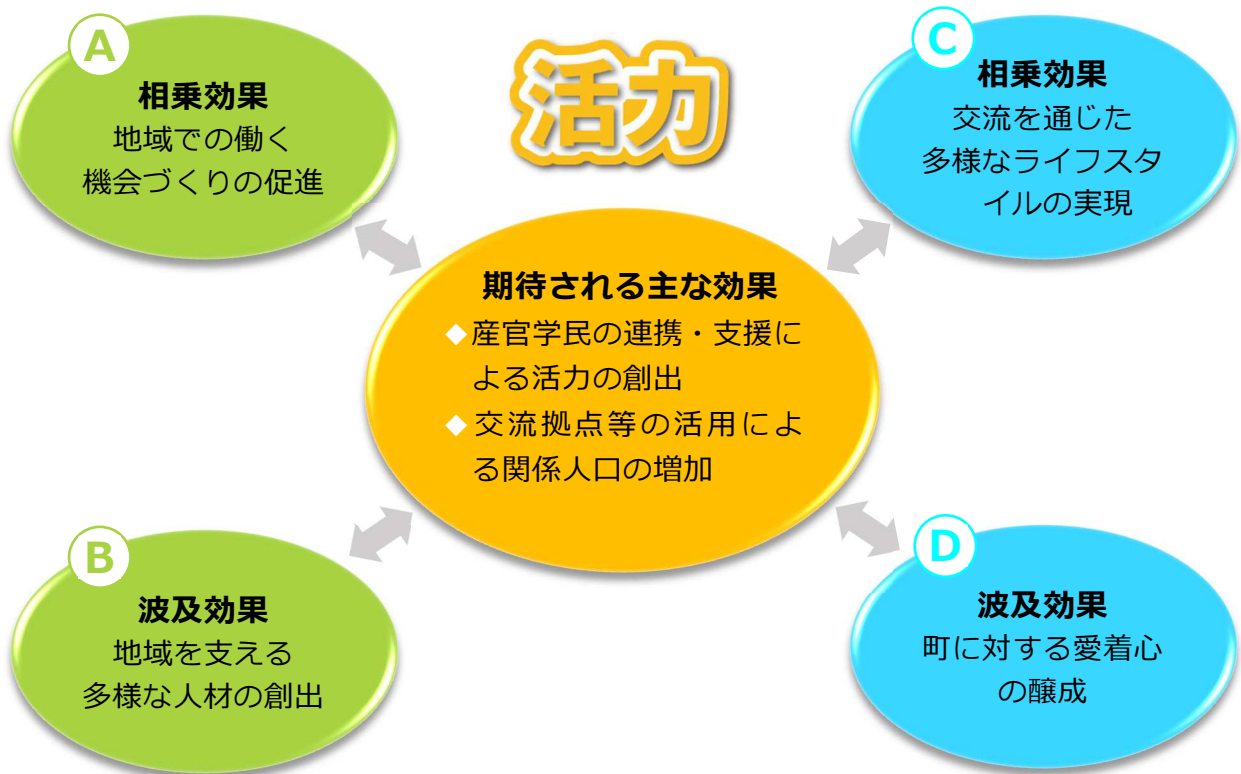 活力
A
相乗効果
地域での働く
機会づくりの促進
C
相乗効果
交流を通じた
多様なライフスタ
イルの実現
期待される主な効果
◆産官学民の連携・支援に
よる活力の創出
◆交流拠点等の活用によ
る関係人口の増加
B
波及効果
地域を支える
多様な人材の創出
D
波及効果
町に対する愛着心
の醸成